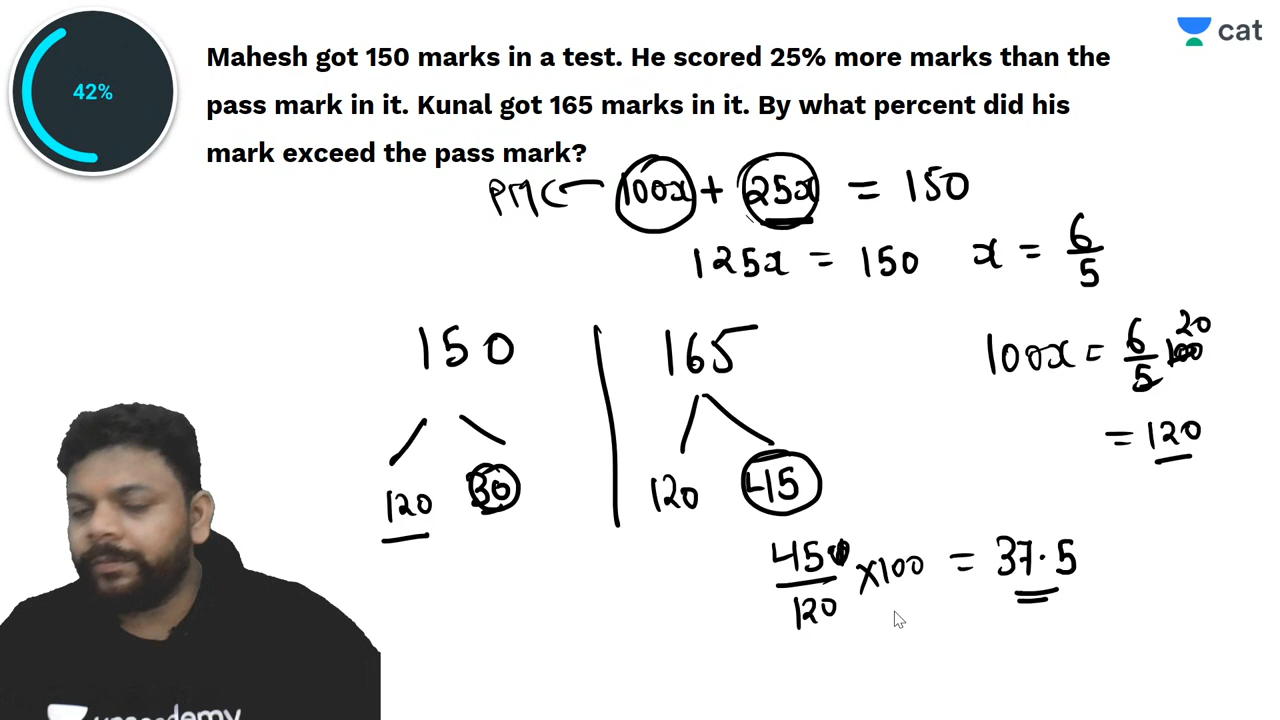 cat
42%
Mahesh got 150 marks in a test. He scored 25% more marks than the
pass mark in it. Kunal got 165 marks in it. By what percent did his
mark exceed the pass mark?
PM ← 100x + 25x = 150
125x = 150 x = 6/5
150 | 165
100x = 6/5 100 20
= 120
120 30 120 45
45/120 ×100 = 37.5